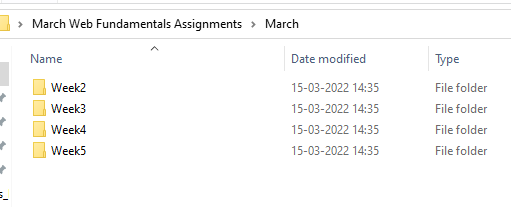 March Web Fundamentals Assignments > March
Name Date modified Type
Week2 15-03-2022 14:35 File folder
Week3 15-03-2022 14:35 File folder
Week4 15-03-2022 14:35 File folder
Week5 15-03-2022 14:35 File folder